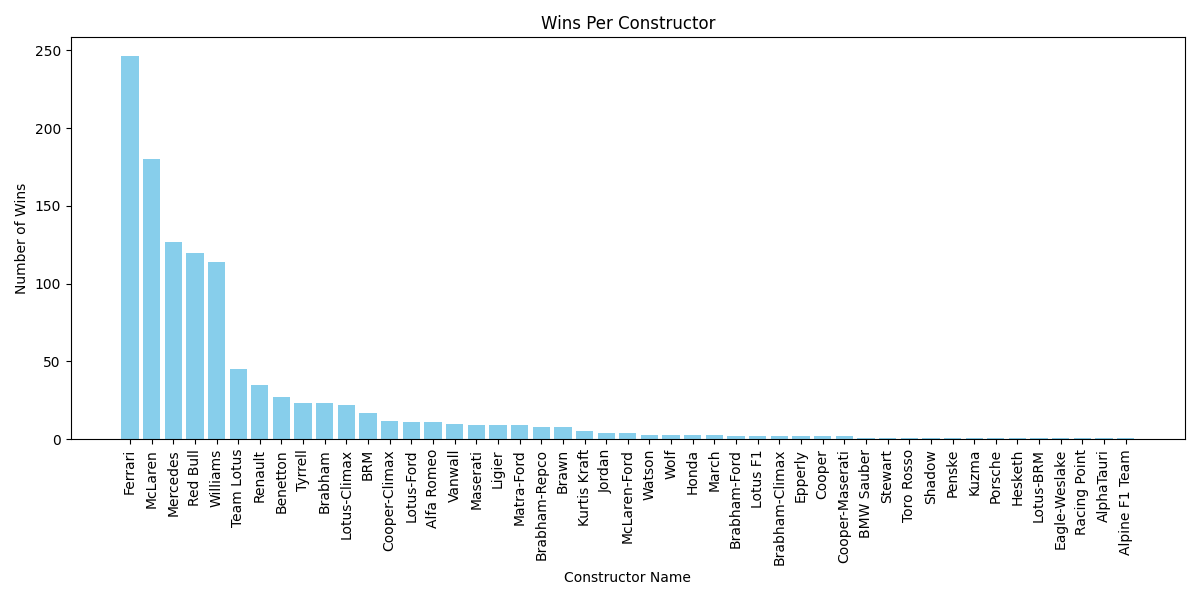 Wins Per Constructor
Number of Wins
250
200
150
100
50
0
Ferrari
McLaren
Mercedes
Red Bull
Williams
Team Lotus
Renault
Benetton
Tyrrell
Brabham
Lotus-Climax
BRM
Cooper-Climax
Lotus-Ford
Alfa Romeo
Vanwall
Maserati
Ligier
Matra-Ford
Brabham-Repco
Brawn
Kurtis Kraft
Jordan
McLaren-Ford
Watson
Wolf
Honda
March
Brabham-Ford
Lotus F1
Brabham-Climax
Epperly
Cooper
Cooper-Maserati
BMW Sauber
Stewart
Toro Rosso
Shadow
Penske
Kuzma
Porsche
Hesketh
Lotus-BRM
Eagle-Weslake
Racing Point
AlphaTauri
Alpine F1 Team
Constructor Name